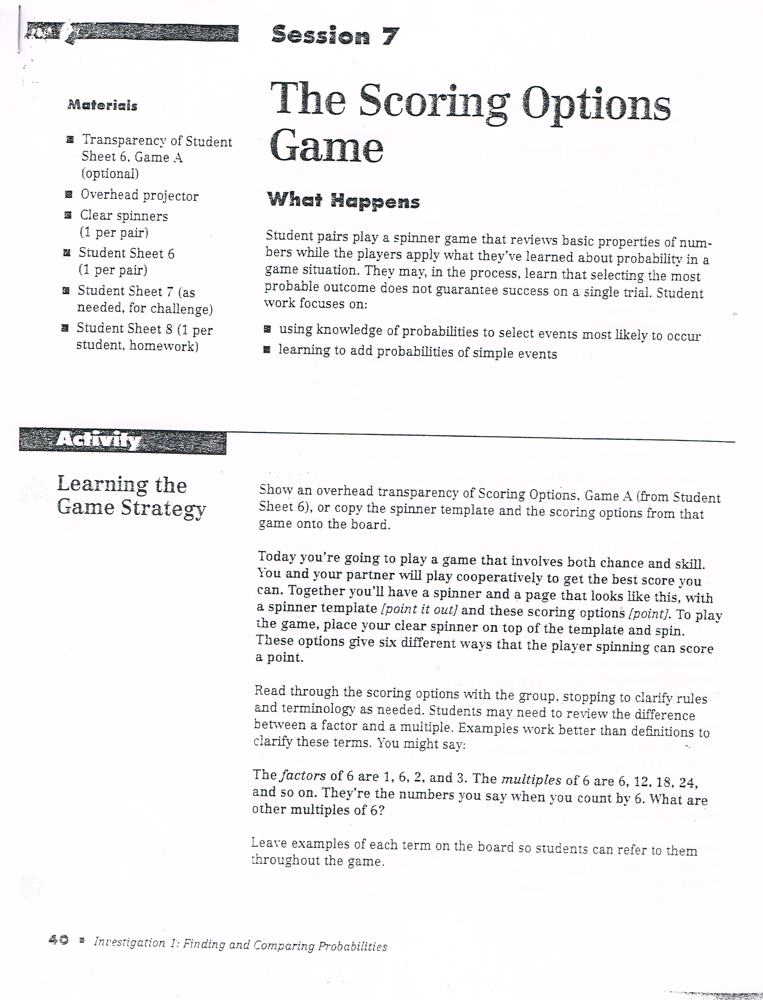 Session 7
The Scoring Options
Game
Materials
■ Transparency of Student
Sheet 6, Game A
(optional)
■ Overhead projector
■ Clear spinners
(1 per pair)
■ Student Sheet 6
(1 per pair)
■ Student Sheet 7 (as
needed, for challenge)
■ Student Sheet 8 (1 per
student, homework)
What Happens
Student pairs play a spinner game that reviews basic properties of num-
bers while the players apply what they've learned about probability in a
game situation. They may, in the process, learn that selecting the most
probable outcome does not guarantee success on a single trial. Student
work focuses on:
■ using knowledge of probabilities to select events most likely to occur
■ learning to add probabilities of simple events
Activity
Learning the
Game Strategy
Show an overhead transparency of Scoring Options, Game A (from Student
Sheet 6), or copy the spinner template and the scoring options from that
game onto the board.
Today you're going to play a game that involves both chance and skill.
You and your partner will play cooperatively to get the best score you
can. Together you'll have a spinner and a page that looks like this, with
a spinner template [point it out] and these scoring options [point]. To play
the game, place your clear spinner on top of the template and spin.
These options give six different ways that the player spinning can score
a point.
Read through the scoring options with the group, stopping to clarify rules
and terminology as needed. Students may need to review the difference
between a factor and a multiple. Examples work better than definitions to
clarify these terms. You might say:
The factors of 6 are 1, 6, 2, and 3. The multiples of 6 are 6, 12, 18, 24,
and so on. They're the numbers you say when you count by 6. What are
other multiples of 6?
Leave examples of each term on the board so students can refer to them
throughout the game.
40 ■ Investigation 1: Finding and Comparing Probabilities